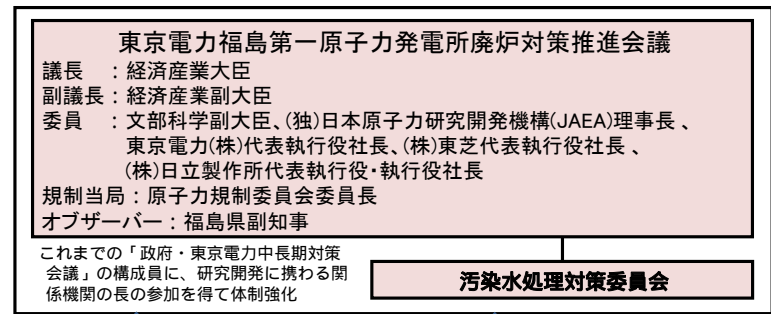 東京電力福島第一原子力発電所廃炉対策推進会議
議長　：経済産業大臣
副議長：経済産業副大臣
委員　：文部科学副大臣、(独)日本原子力研究開発機構(JAEA)理事長、
東京電力(株)代表執行役社長、(株)東芝代表執行役社長、
(株)日立製作所代表執行役・執行役社長
規制当局：原子力規制委員会委員長
オブザーバー：福島県副知事
これまでの「政府・東京電力中長期対策
会議」の構成員に、研究開発に携わる関
係機関の長の参加を得て体制強化
汚染水処理対策委員会